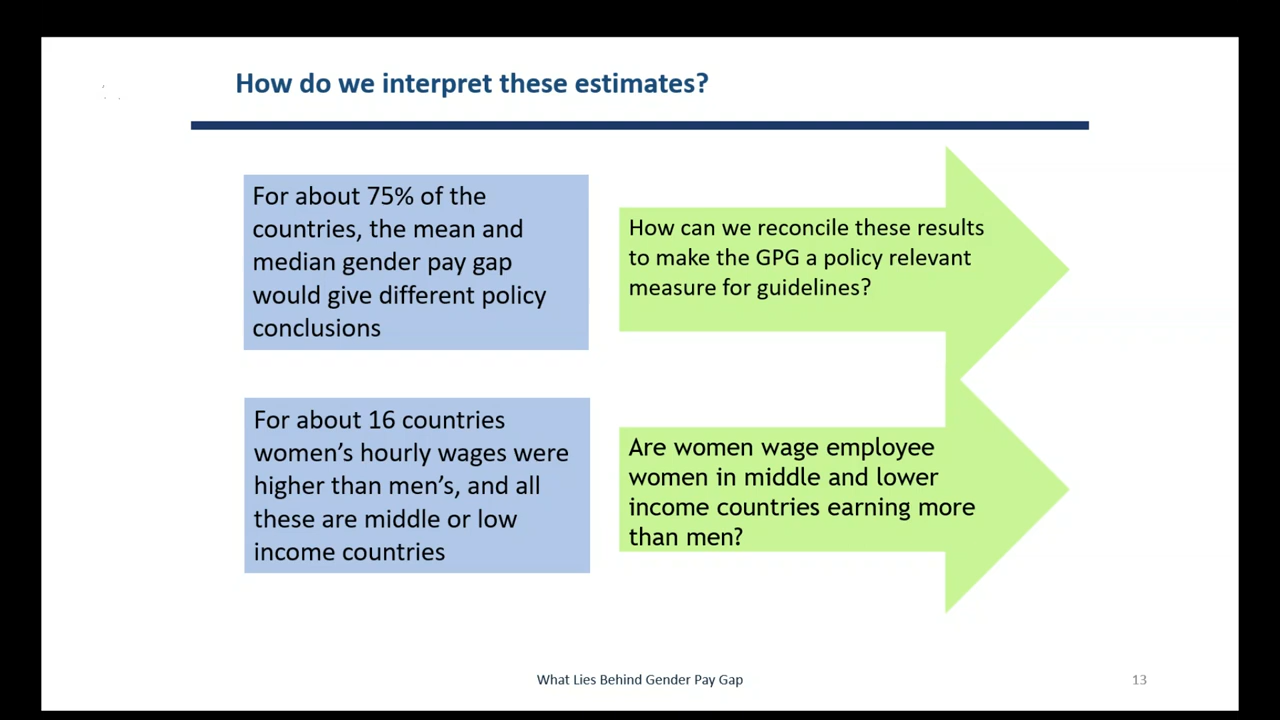 How do we interpret these estimates?
For about 75% of the
countries, the mean and
median gender pay gap
would give different policy
conclusions
How can we reconcile these results
to make the GPG a policy relevant
measure for guidelines?
For about 16 countries
women’s hourly wages were
higher than men’s, and all
these are middle or low
income countries
Are women wage employee
women in middle and lower
income countries earning more
than men?
What Lies Behind Gender Pay Gap
13